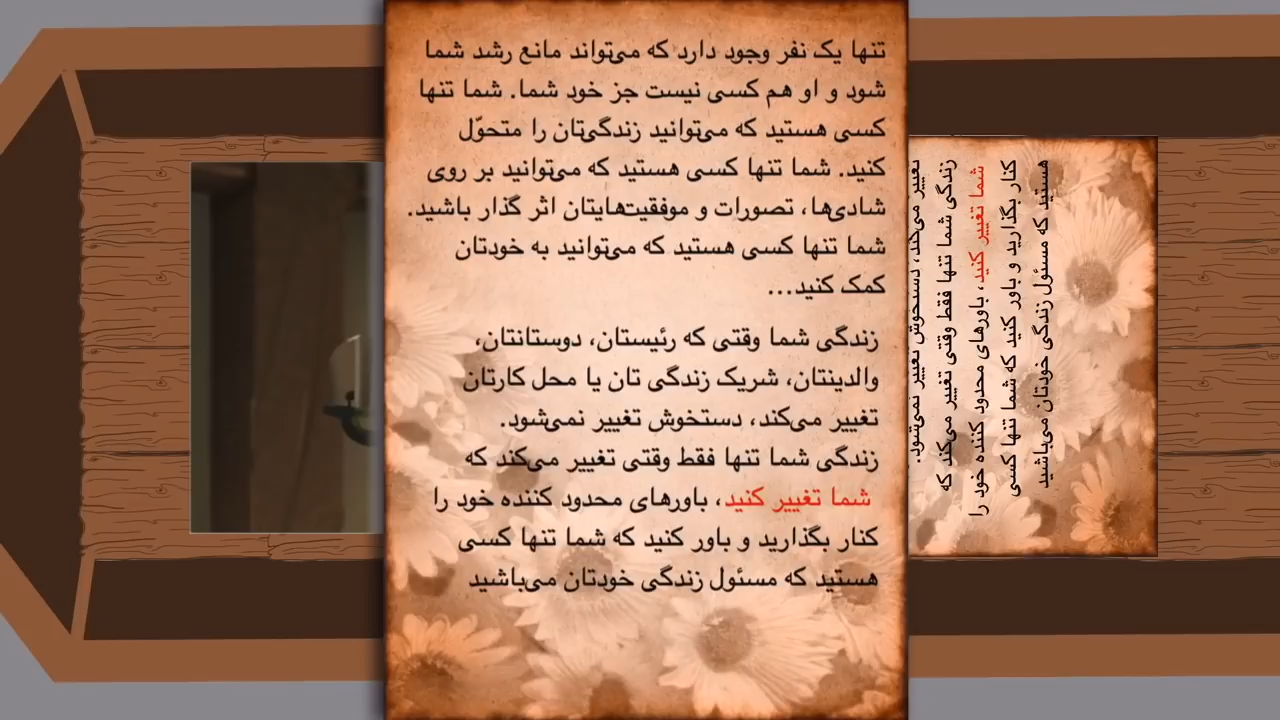 تنها یک نفر وجود دارد که می‌تواند مانع رشد شما
شود و او هم کسی نیست جز خود شما. شما تنها
کسی هستید که می‌توانید زندگی‌تان را متحوّل
کنید. شما تنها کسی هستید که می‌توانید بر روی
شادی‌ها، تصورات و موفقیت‌هایتان اثر گذار باشید.
شما تنها کسی هستید که می‌توانید به خودتان
کمک کنید...
زندگی شما وقتی که رئیستان، دوستانتان،
والدینتان، شریک زندگی تان یا محل کارتان
تغییر می‌کند، دستخوش تغییر نمی‌شود.
زندگی شما تنها فقط وقتی تغییر می‌کند که
شما تغییر کنید، باورهای محدود کننده خود را
کنار بگذارید و باور کنید که شما تنها کسی
هستید که مسئول زندگی خودتان می‌باشید
تغییر می‌کند، دستخوش تغییر نمی‌شود.
زندگی شما تنها فقط وقتی تغییر می‌کند که
شما تغییر کنید، باورهای محدود کننده خود را
کنار بگذارید و باور کنید که شما تنها کسی
هستید که مسئول زندگی خودتان می‌باشید